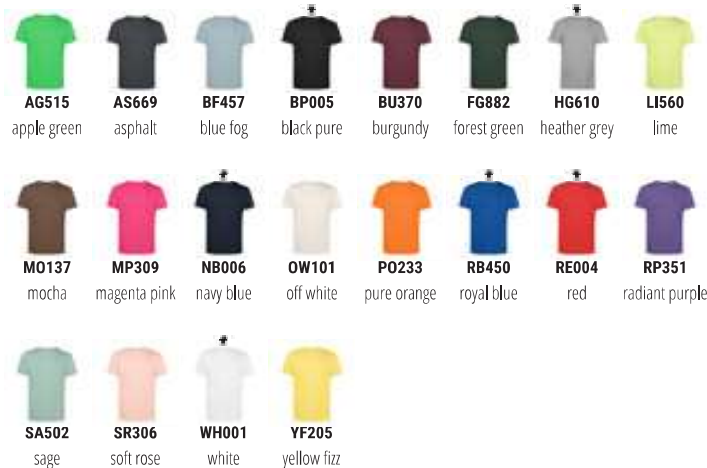 AG515 AS669 BF457 BP005 BU370 FG882 HG610 LI560
apple green asphalt blue fog black pure burgundy forest green heather grey lime
MO137 MP309 NB006 OW101 PO233 RB450 RE004 RP351
mocha magenta pink navy blue off white pure orange royal blue red radiant purple
SA502 SR306 WH001 YF205
sage soft rose white yellow fizz